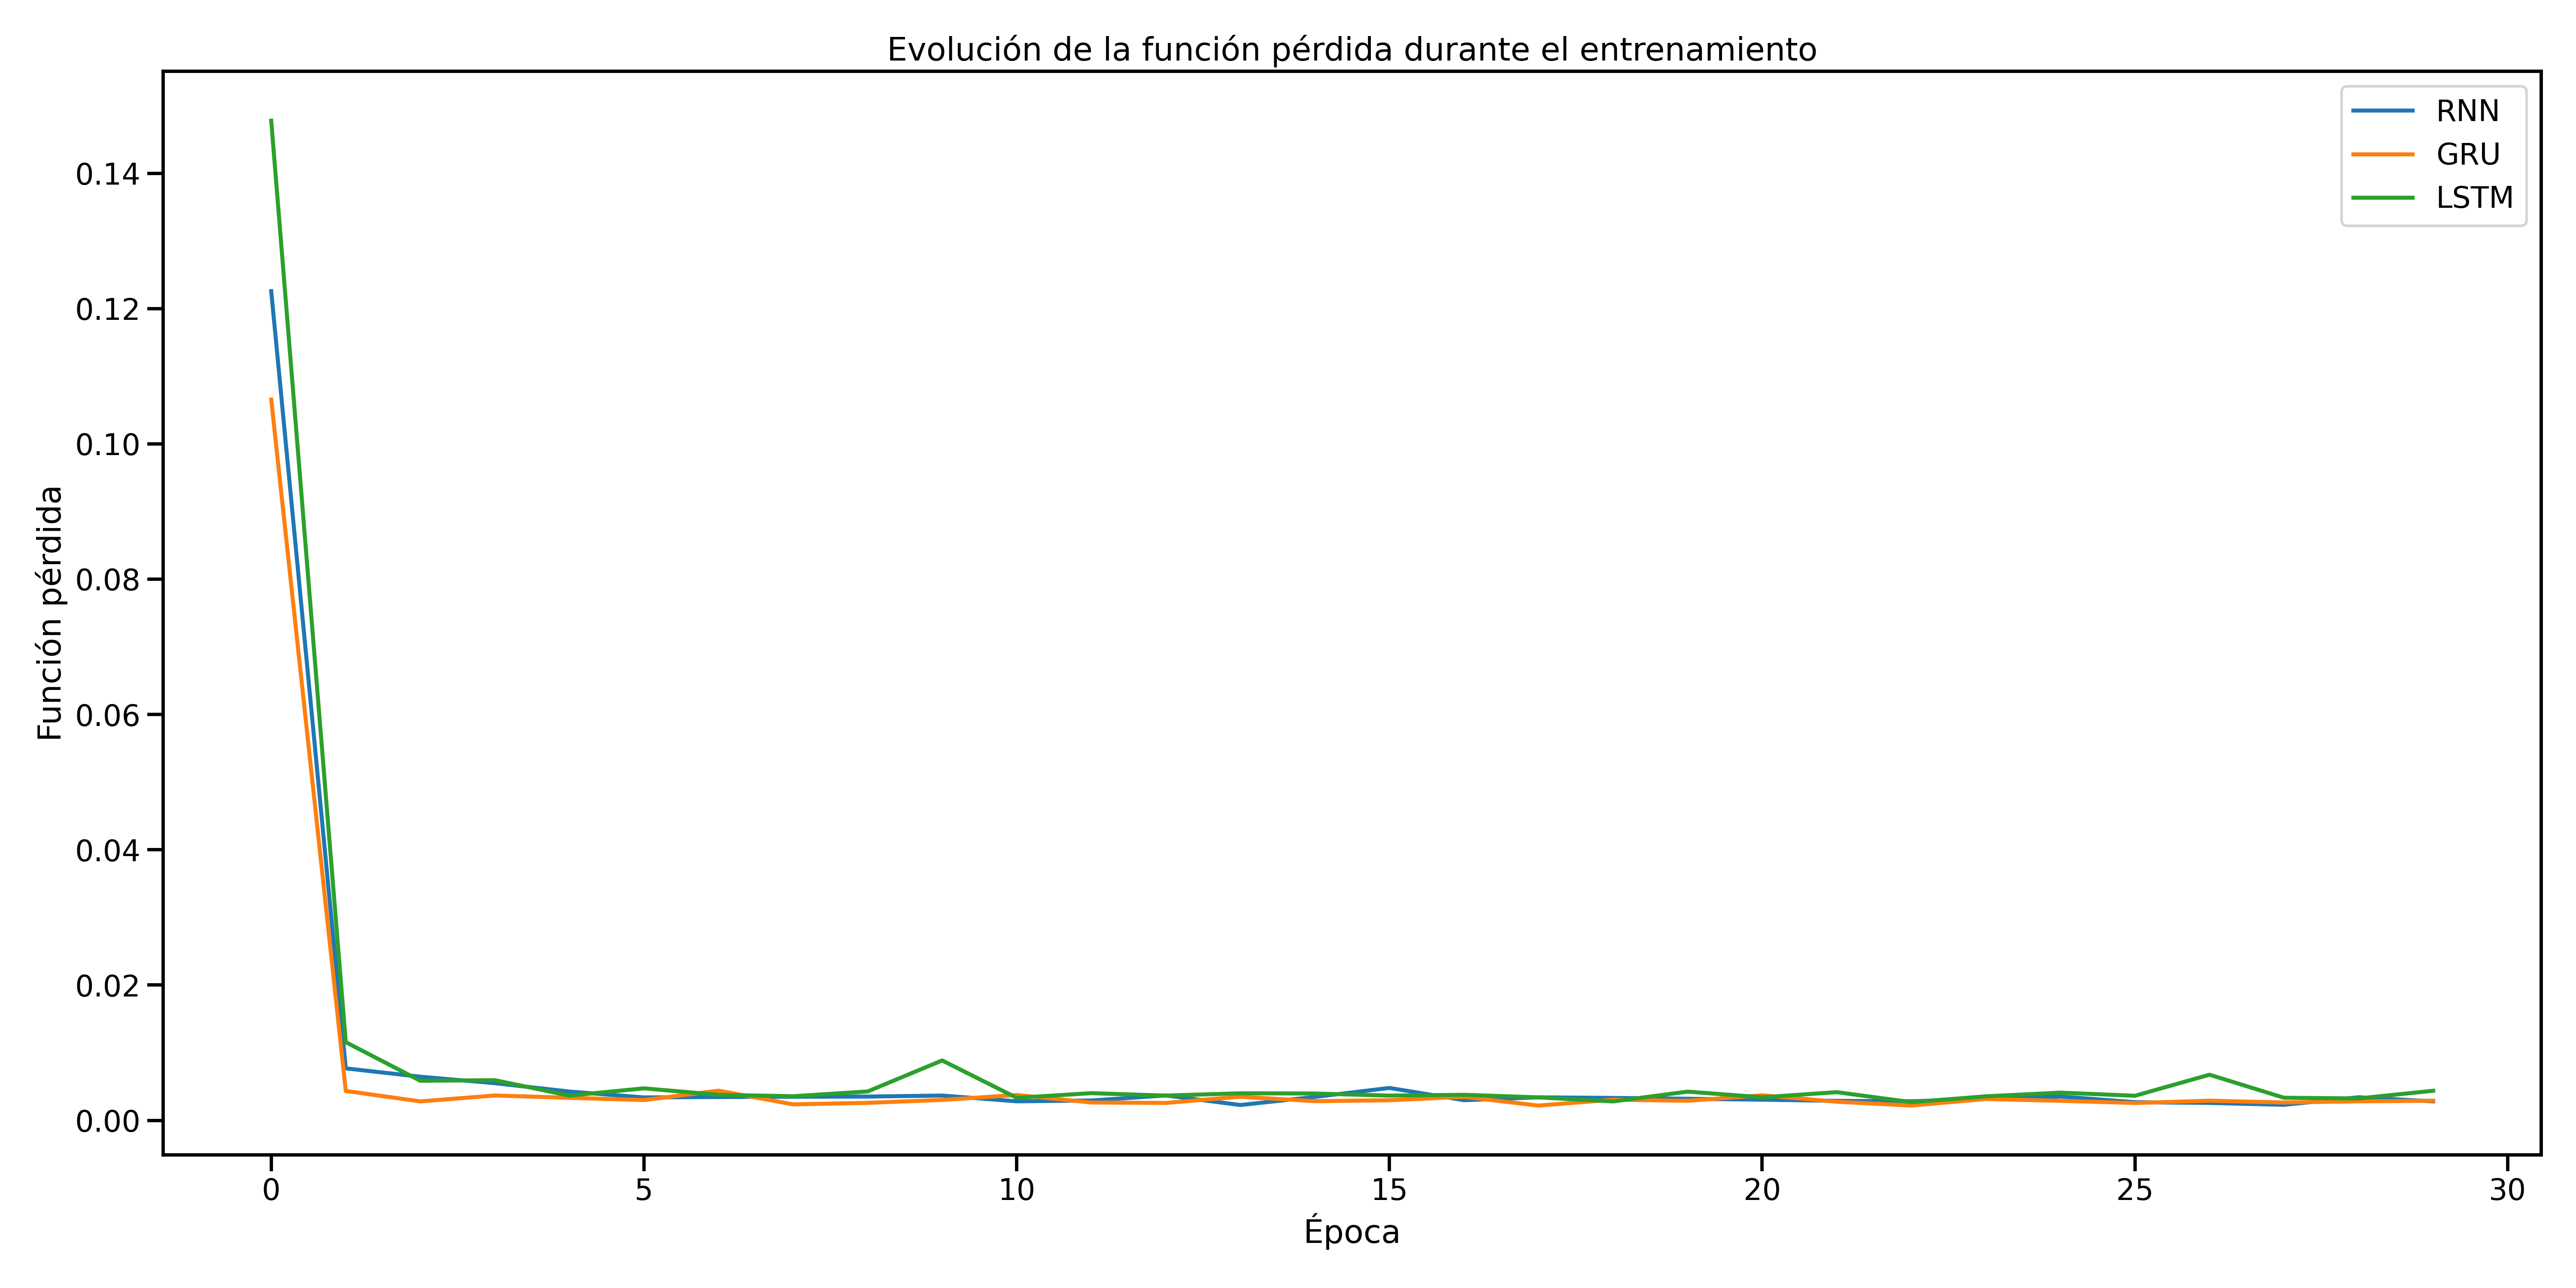 Evolución de la función pérdida durante el entrenamiento
RNN
GRU
LSTM
Función pérdida
0.14
0.12
0.10
0.08
0.06
0.04
0.02
0.00
0 5 10 15 20 25 30
Época